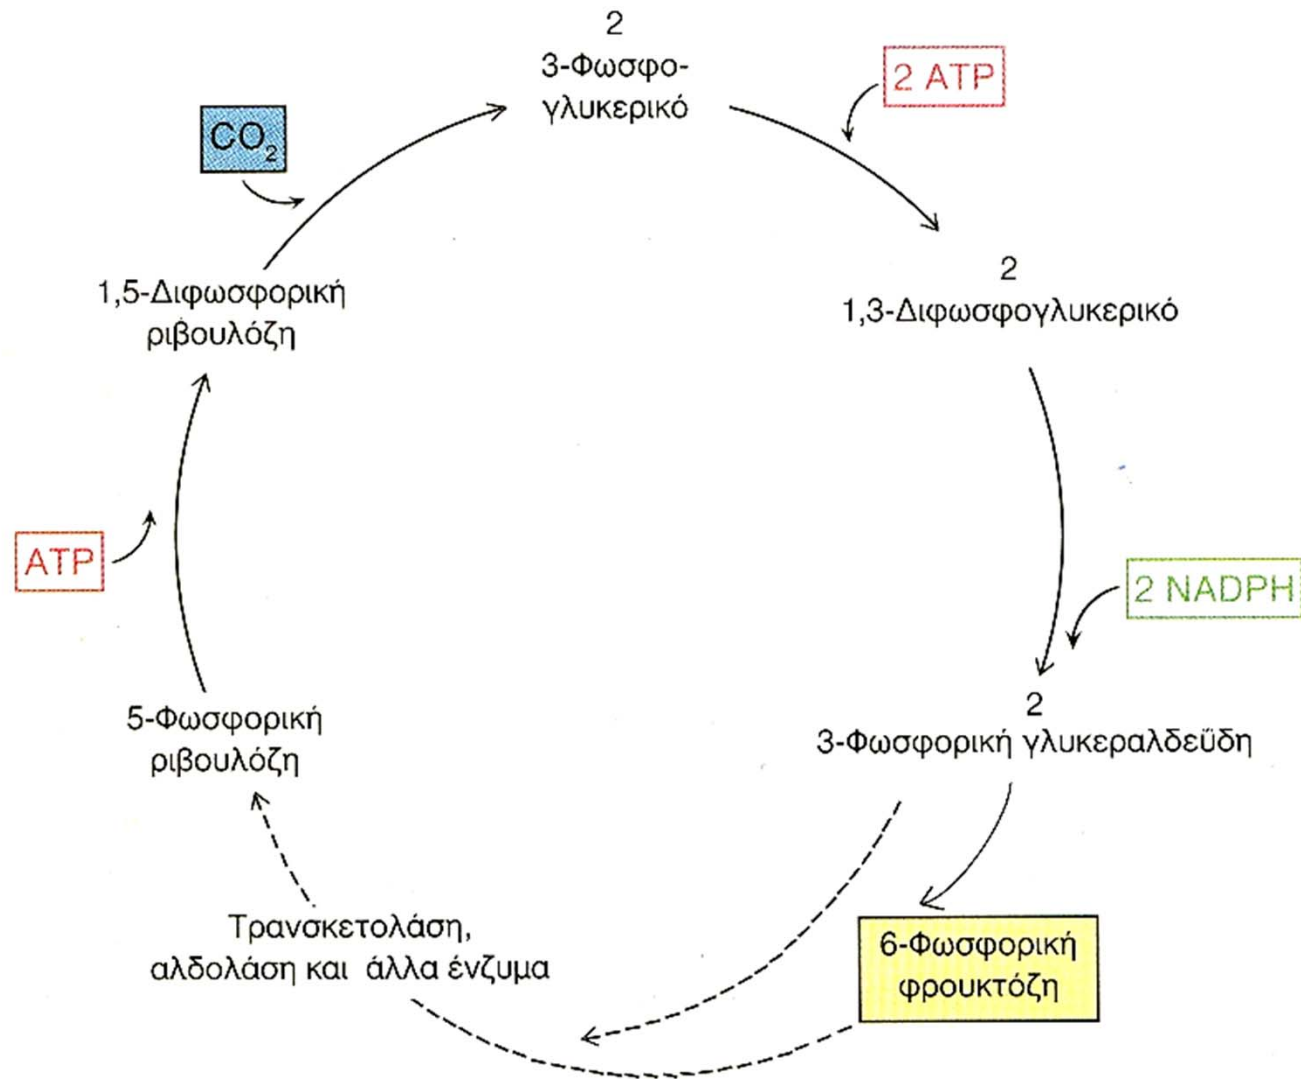 2
3-Φωσφο-
γλυκερικό
2 ATP
CO₂
1,5-Διφωσφορική
ριβουλόζη
2
1,3-Διφωσφογλυκερικό
ATP
2 NADPH
5-Φωσφορική
ριβουλόζη
2
3-Φωσφορική γλυκεραλδεΰδη
Τρανσκετολάση,
αλδολάση και άλλα ένζυμα
6-Φωσφορική
φρουκτόζη